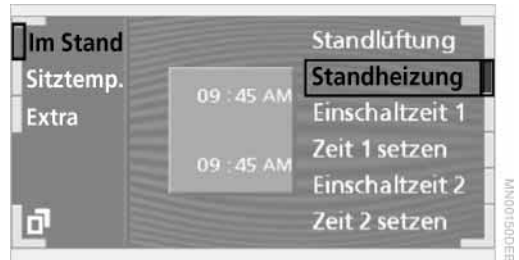 Im Stand
Sitztemp.
Extra
09 : 45 AM
09 : 45 AM
Standlüftung
Standheizung
Einschaltzeit 1
Zeit 1 setzen
Einschaltzeit 2
Zeit 2 setzen
MN00150DEB